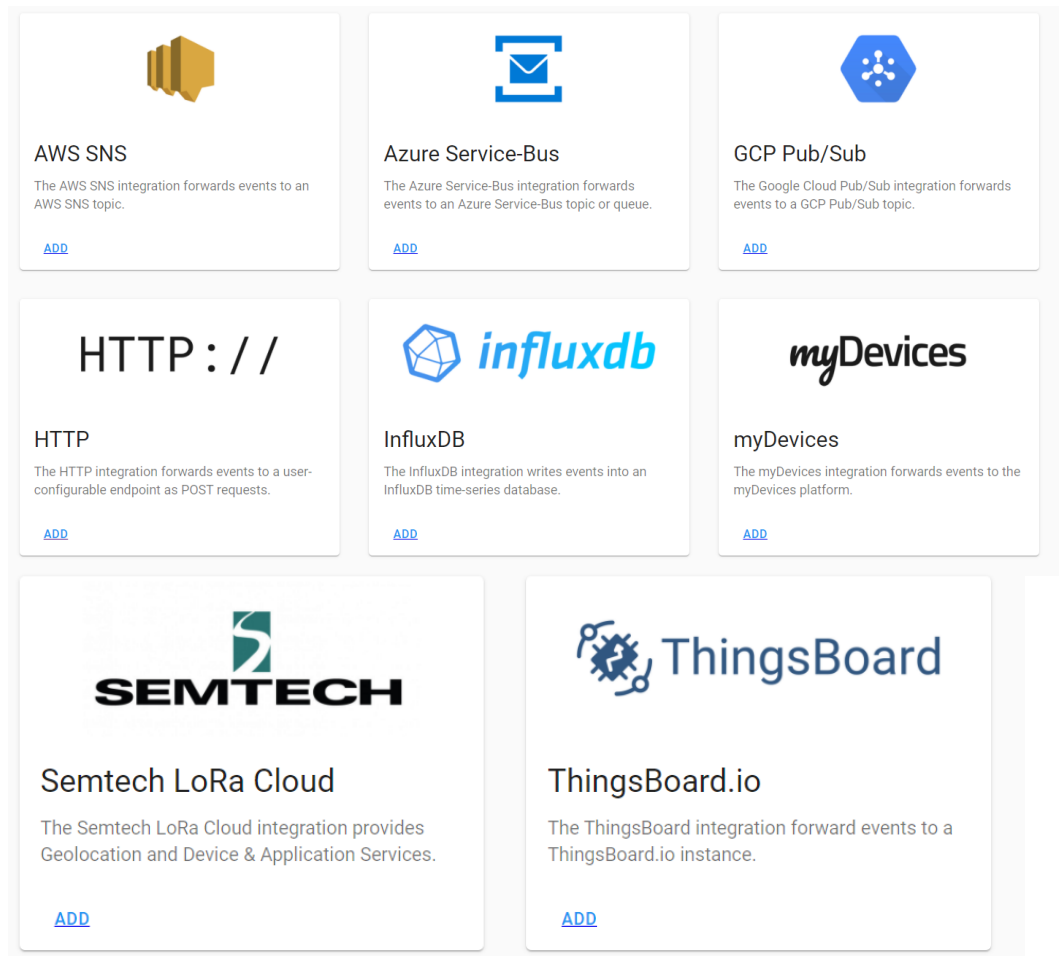 AWS SNS
The AWS SNS integration forwards events to an
AWS SNS topic.
ADD
Azure Service-Bus
The Azure Service-Bus integration forwards
events to an Azure Service-Bus topic or queue.
ADD
GCP Pub/Sub
The Google Cloud Pub/Sub integration forwards
events to a GCP Pub/Sub topic.
ADD
HTTP://
HTTP
The HTTP integration forwards events to a user-
configurable endpoint as POST requests.
ADD
influxdb
InfluxDB
The InfluxDB integration writes events into an
InfluxDB time-series database.
ADD
myDevices
myDevices
The myDevices integration forwards events to the
myDevices platform.
ADD
SEMTECH
Semtech LoRa Cloud
The Semtech LoRa Cloud integration provides
Geolocation and Device & Application Services.
ADD
ThingsBoard
ThingsBoard.io
The ThingsBoard integration forward events to a
ThingsBoard.io instance.
ADD